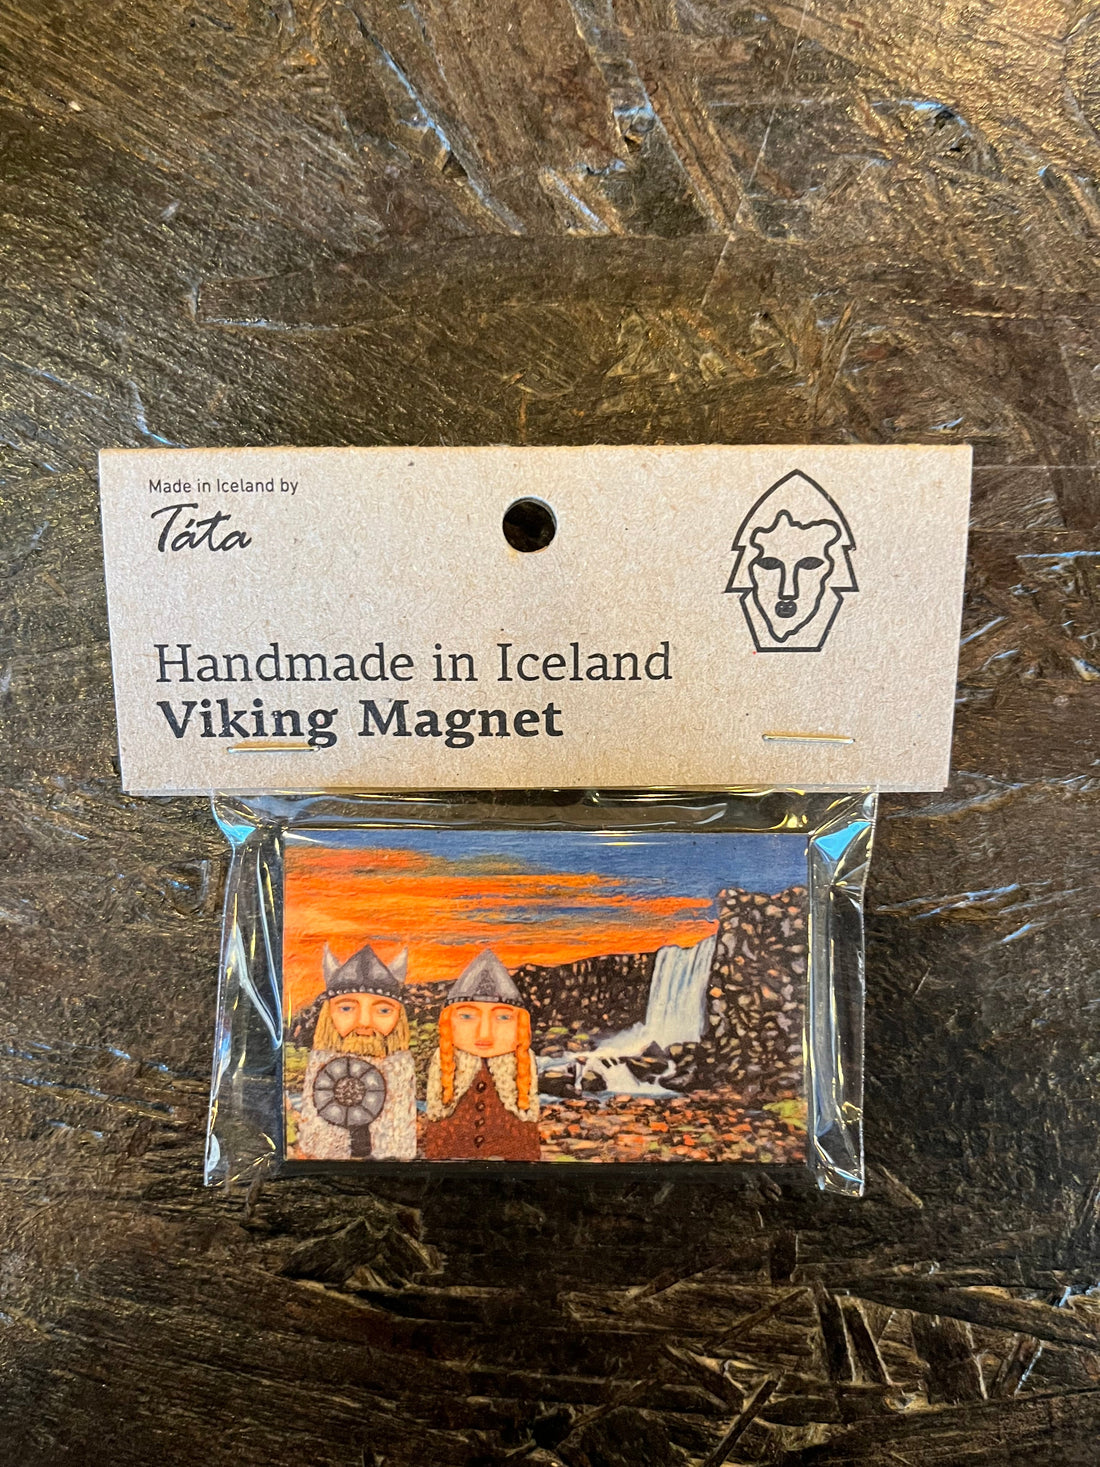 Made in Iceland by
Táta
Handmade in Iceland
Viking Magnet